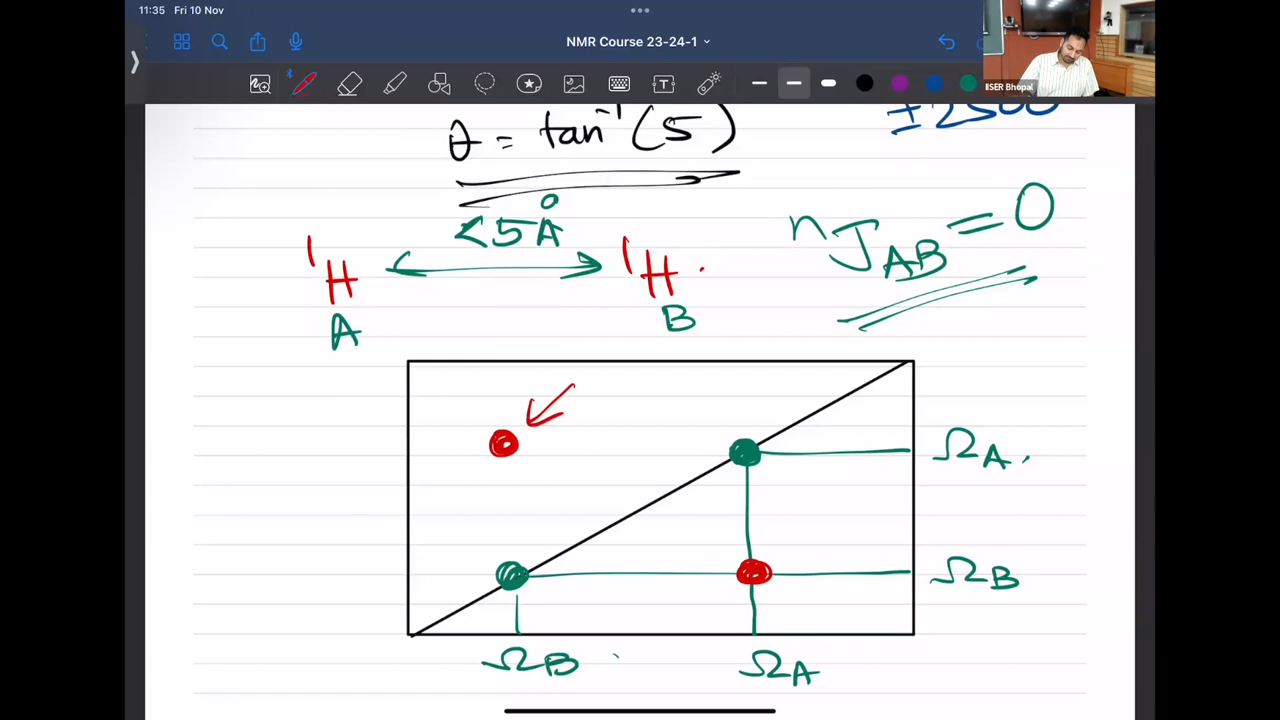 11:35 Fri 10 Nov
NMR Course 23-24-1
IISER Bhopal
θ = tan⁻¹(5)
±2500
<5Å
ⁿJ_AB = 0
¹H
¹H
A
B
Ω_A
Ω_B
Ω_B
Ω_A